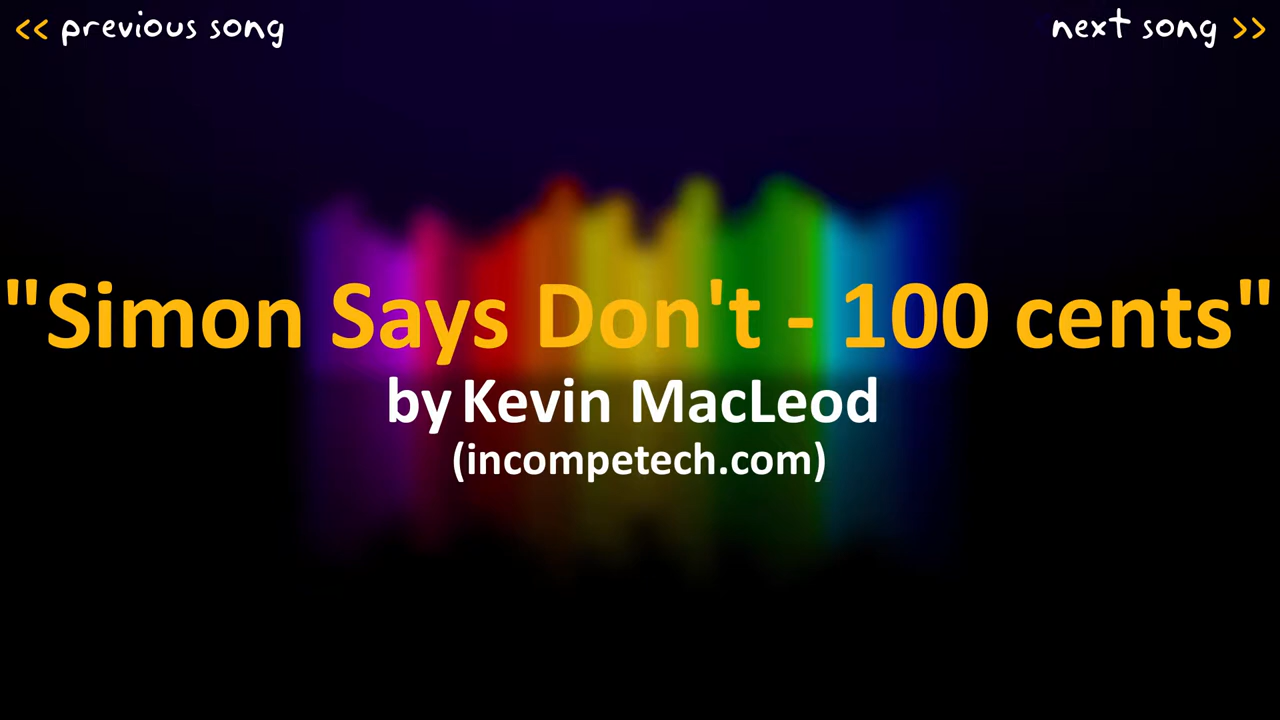 << previous song
next song >>
"Simon Says Don't - 100 cents"
by Kevin MacLeod
(incompetech.com)